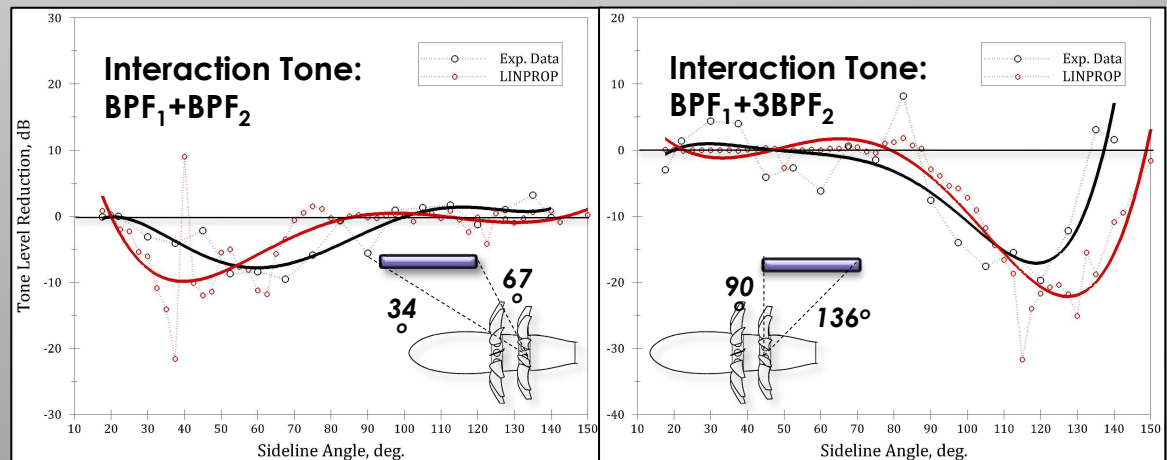 30
20
10
0
-10
-20
-30
Tone Level Reduction, dB
Interaction Tone:
BPF₁+BPF₂
Exp. Data
LINPROP
34
o
67
o
10 20 30 40 50 60 70 80 90 100 110 120 130 140 150
Sideline Angle, deg.
20
10
0
-10
-20
-30
-40
Interaction Tone:
BPF₁+3BPF₂
Exp. Data
LINPROP
90
o
136o
10 20 30 40 50 60 70 80 90 100 110 120 130 140 150
Sideline Angle, deg.